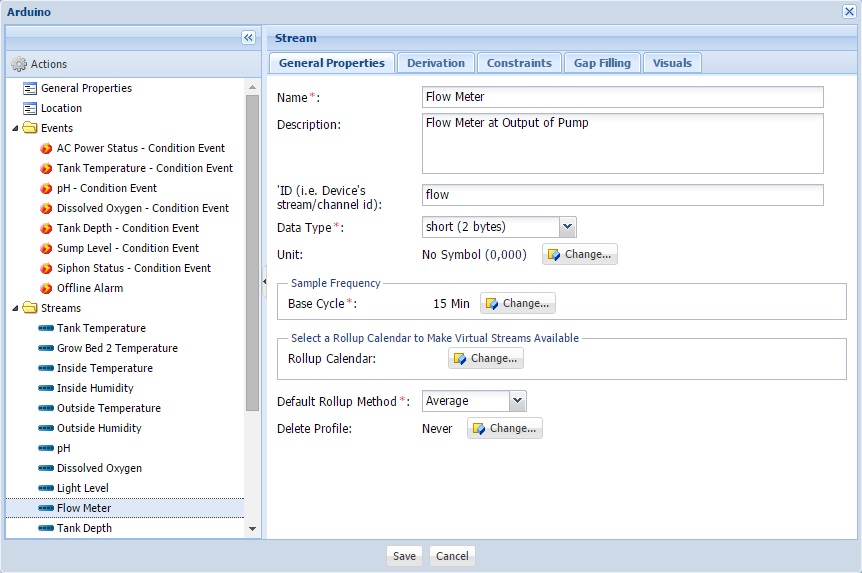 Arduino
Actions
General Properties
Location
Events
AC Power Status - Condition Event
Tank Temperature - Condition Event
pH - Condition Event
Dissolved Oxygen - Condition Event
Tank Depth - Condition Event
Sump Level - Condition Event
Siphon Status - Condition Event
Offline Alarm
Streams
Tank Temperature
Grow Bed 2 Temperature
Inside Temperature
Inside Humidity
Outside Temperature
Outside Humidity
pH
Dissolved Oxygen
Light Level
Flow Meter
Tank Depth
Stream
General Properties Derivation Constraints Gap Filling Visuals
Name*: Flow Meter
Description: Flow Meter at Output of Pump
'ID (i.e. Device's
stream/channel id): flow
Data Type*: short (2 bytes)
Unit: No Symbol (0,000) Change...
Sample Frequency
Base Cycle*: 15 Min Change...
Select a Rollup Calendar to Make Virtual Streams Available
Rollup Calendar: Change...
Default Rollup Method*: Average
Delete Profile: Never Change...
Save Cancel